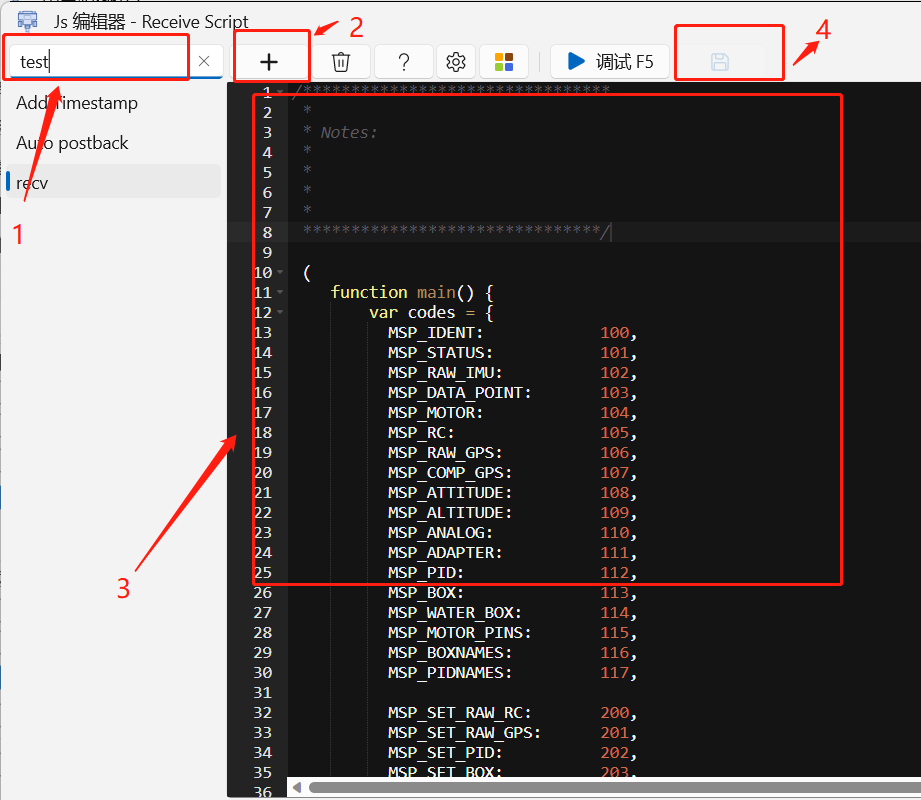 Js 编辑器 - Receive Script
2
4
test
调试 F5
Add Timestamp
Auto postback
recv
1
3
1 /********************************
2 *
3 * Notes:
4 *
5 *
6 *
7 *
8 *******************************/
9
10 (
11 function main() {
12 var codes = {
13 MSP_IDENT: 100,
14 MSP_STATUS: 101,
15 MSP_RAW_IMU: 102,
16 MSP_DATA_POINT: 103,
17 MSP_MOTOR: 104,
18 MSP_RC: 105,
19 MSP_RAW_GPS: 106,
20 MSP_COMP_GPS: 107,
21 MSP_ATTITUDE: 108,
22 MSP_ALTITUDE: 109,
23 MSP_ANALOG: 110,
24 MSP_ADAPTER: 111,
25 MSP_PID: 112,
26 MSP_BOX: 113,
27 MSP_WATER_BOX: 114,
28 MSP_MOTOR_PINS: 115,
29 MSP_BOXNAMES: 116,
30 MSP_PIDNAMES: 117,
31
32 MSP_SET_RAW_RC: 200,
33 MSP_SET_RAW_GPS: 201,
34 MSP_SET_PID: 202,
35 MSP_SET_BOX: 203,
36